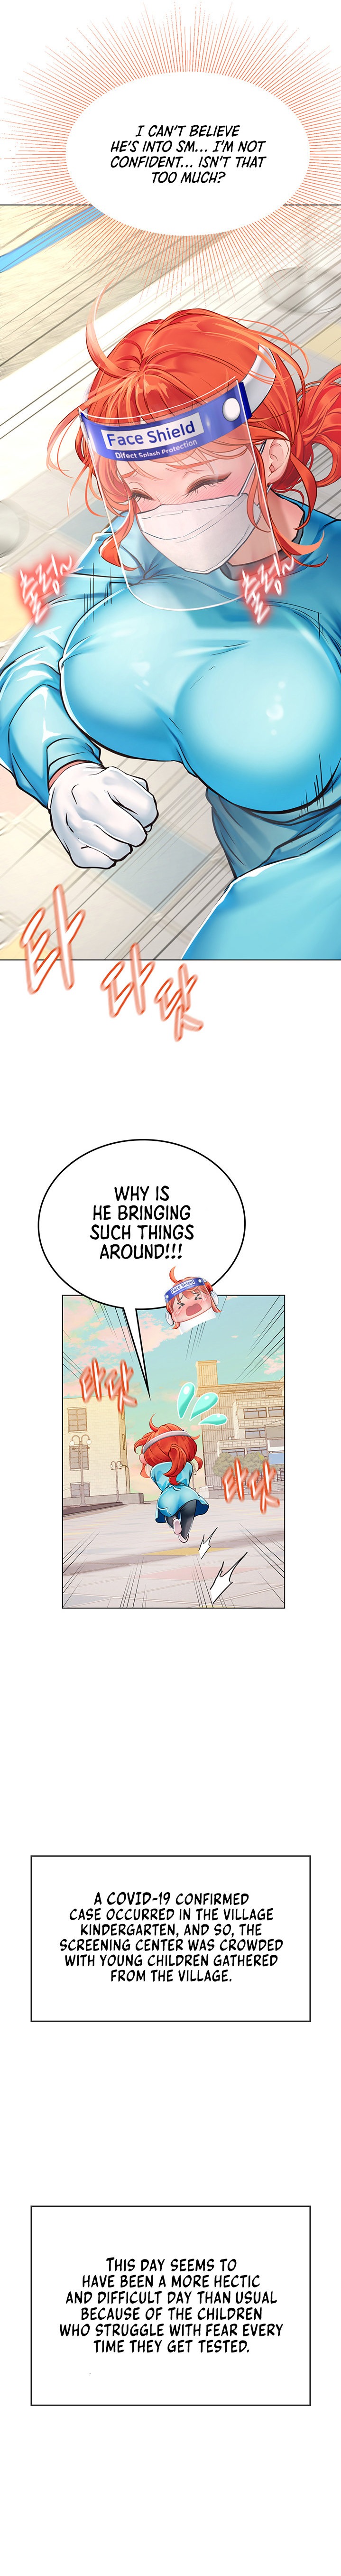 I CAN'T BELIEVE
HE'S INTO SM... I'M NOT
CONFIDENT... ISN'T THAT
TOO MUCH?
Face Shield
Difect Splash Protection
출렁~
출렁~
타
다
닷
WHY IS
HE BRINGING
SUCH THINGS
AROUND!!!
Face Shield
타닷
타닷
A COVID-19 CONFIRMED
CASE OCCURRED IN THE VILLAGE
KINDERGARTEN, AND SO, THE
SCREENING CENTER WAS CROWDED
WITH YOUNG CHILDREN GATHERED
FROM THE VILLAGE.
THIS DAY SEEMS TO
HAVE BEEN A MORE HECTIC
AND DIFFICULT DAY THAN USUAL
BECAUSE OF THE CHILDREN
WHO STRUGGLE WITH FEAR EVERY
TIME THEY GET TESTED.